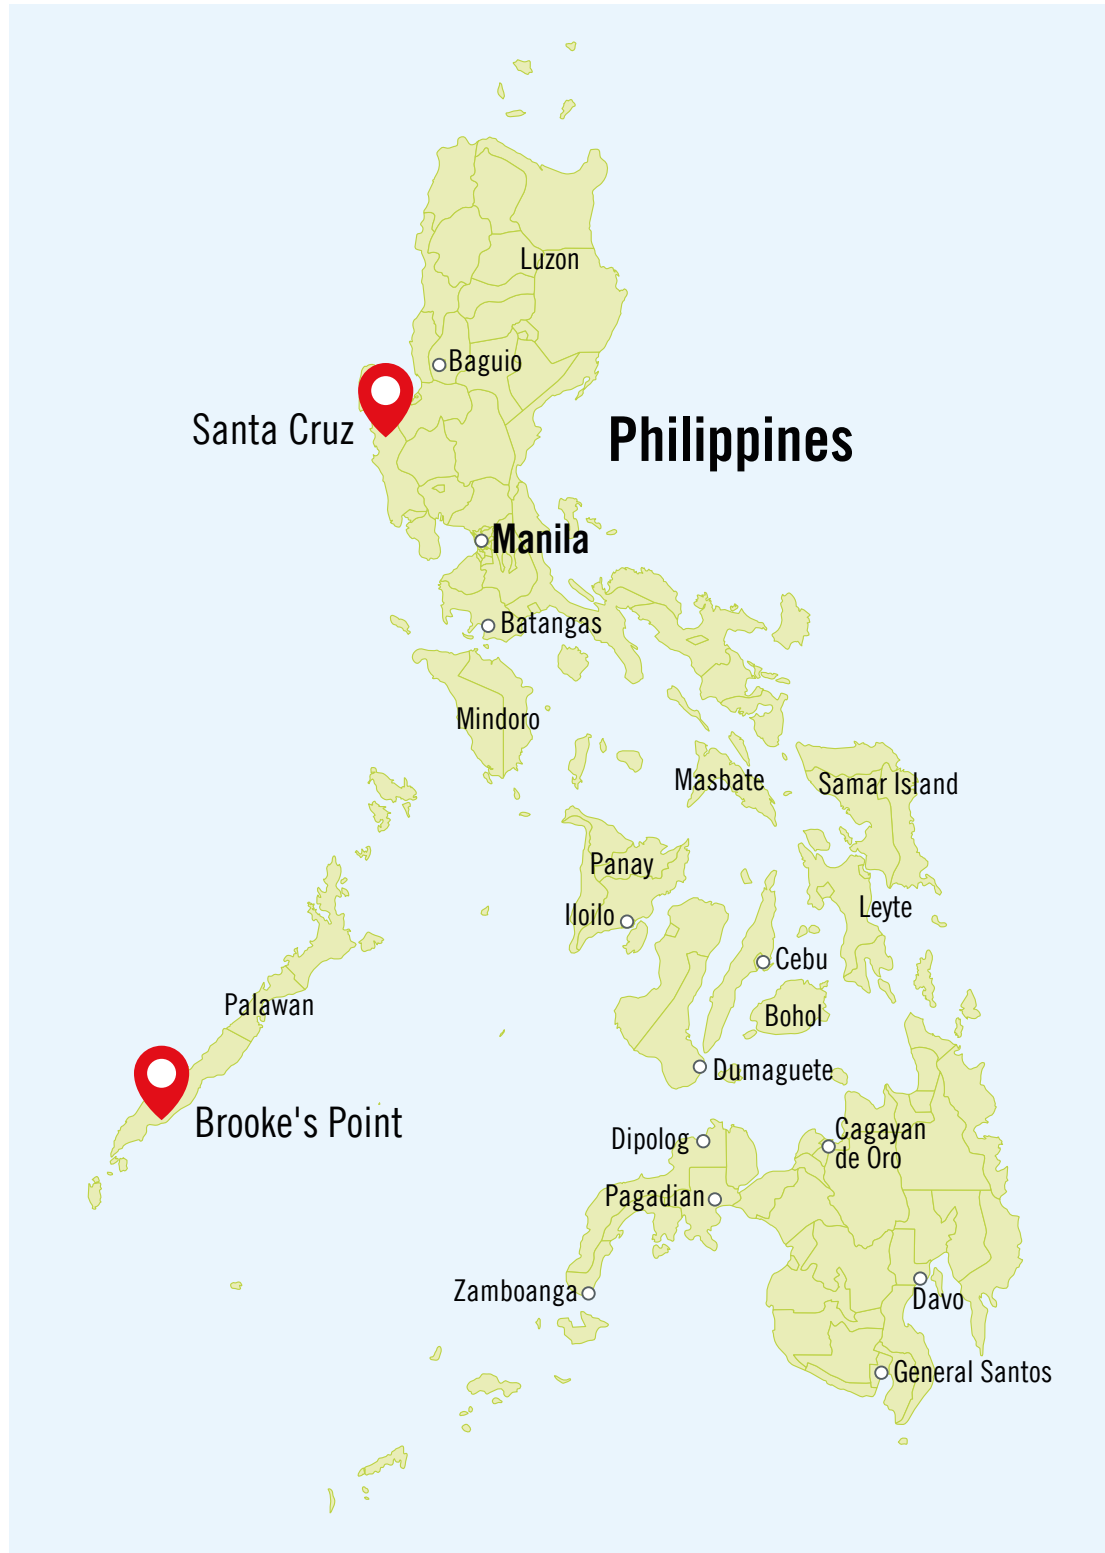 Luzon
Baguio
Santa Cruz
Philippines
Manila
Batangas
Mindoro
Masbate
Samar Island
Panay
Iloilo
Leyte
Cebu
Palawan
Bohol
Dumaguete
Brooke's Point
Dipolog
Cagayan
de Oro
Pagadian
Zamboanga
Davo
General Santos